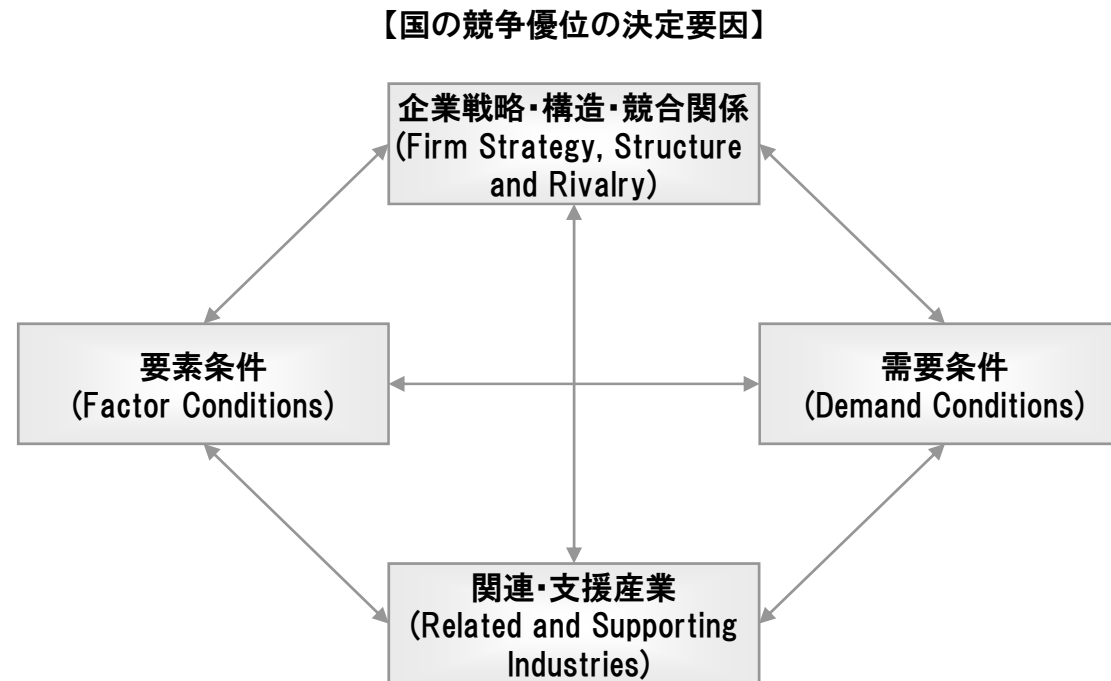 【国の競争優位の決定要因】
企業戦略・構造・競合関係
(Firm Strategy, Structure
and Rivalry)
要素条件
(Factor Conditions)
需要条件
(Demand Conditions)
関連・支援産業
(Related and Supporting
Industries)